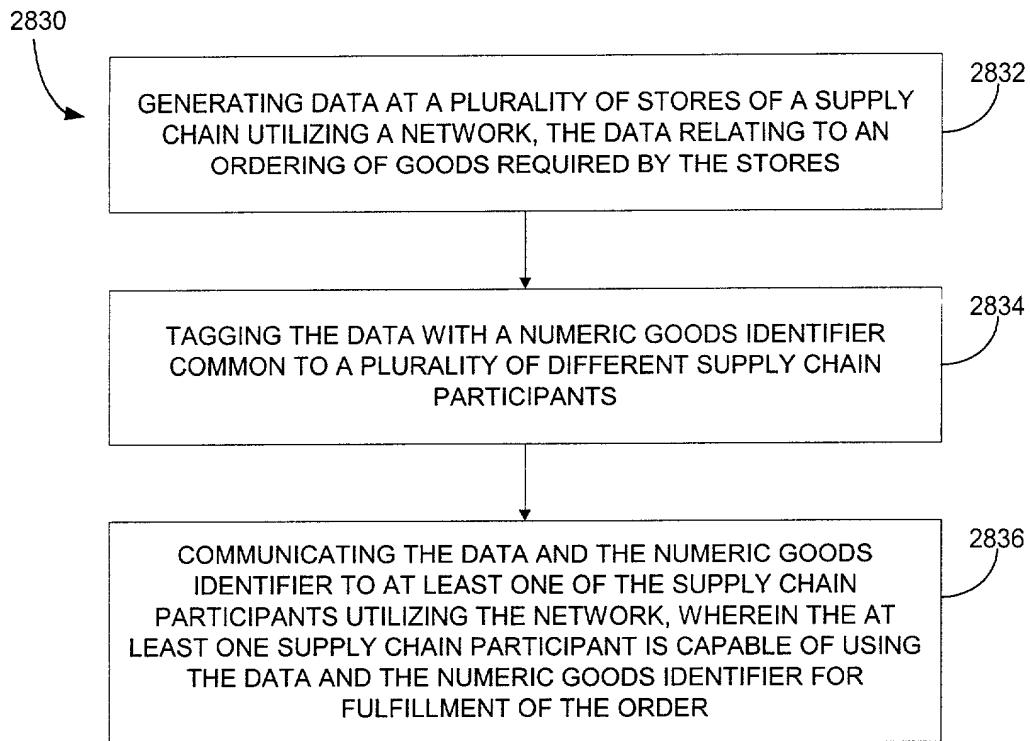 2830
2832
GENERATING DATA AT A PLURALITY OF STORES OF A SUPPLY
CHAIN UTILIZING A NETWORK, THE DATA RELATING TO AN
ORDERING OF GOODS REQUIRED BY THE STORES
2834
TAGGING THE DATA WITH A NUMERIC GOODS IDENTIFIER
COMMON TO A PLURALITY OF DIFFERENT SUPPLY CHAIN
PARTICIPANTS
2836
COMMUNICATING THE DATA AND THE NUMERIC GOODS
IDENTIFIER TO AT LEAST ONE OF THE SUPPLY CHAIN
PARTICIPANTS UTILIZING THE NETWORK, WHEREIN THE AT
LEAST ONE SUPPLY CHAIN PARTICIPANT IS CAPABLE OF USING
THE DATA AND THE NUMERIC GOODS IDENTIFIER FOR
FULFILLMENT OF THE ORDER